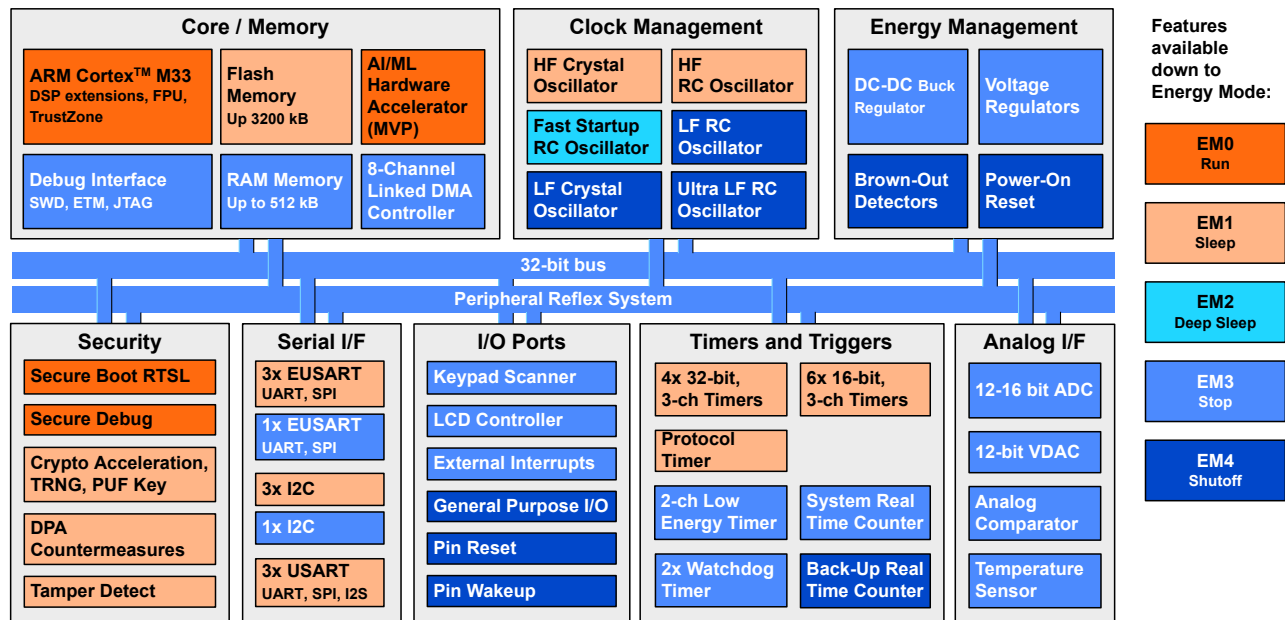 Core / Memory
ARM Cortex™ M33
DSP extensions, FPU,
TrustZone
Flash
Memory
Up 3200 kB
AI/ML
Hardware
Accelerator
(MVP)
Debug Interface
SWD, ETM, JTAG
RAM Memory
Up to 512 kB
8-Channel
Linked DMA
Controller
Clock Management
HF Crystal
Oscillator
HF
RC Oscillator
Fast Startup
RC Oscillator
LF RC
Oscillator
LF Crystal
Oscillator
Ultra LF RC
Oscillator
Energy Management
DC-DC Buck
Regulator
Voltage
Regulators
Brown-Out
Detectors
Power-On
Reset
Features
available
down to
Energy Mode:
EM0
Run
EM1
Sleep
EM2
Deep Sleep
EM3
Stop
EM4
Shutoff
32-bit bus
Peripheral Reflex System
Security
Secure Boot RTSL
Secure Debug
Crypto Acceleration,
TRNG, PUF Key
DPA
Countermeasures
Tamper Detect
Serial I/F
3x EUSART
UART, SPI
1x EUSART
UART, SPI
3x I2C
1x I2C
3x USART
UART, SPI, I2S
I/O Ports
Keypad Scanner
LCD Controller
External Interrupts
General Purpose I/O
Pin Reset
Pin Wakeup
Timers and Triggers
4x 32-bit,
3-ch Timers
6x 16-bit,
3-ch Timers
Protocol
Timer
2-ch Low
Energy Timer
System Real
Time Counter
2x Watchdog
Timer
Back-Up Real
Time Counter
Analog I/F
12-16 bit ADC
12-bit VDAC
Analog
Comparator
Temperature
Sensor